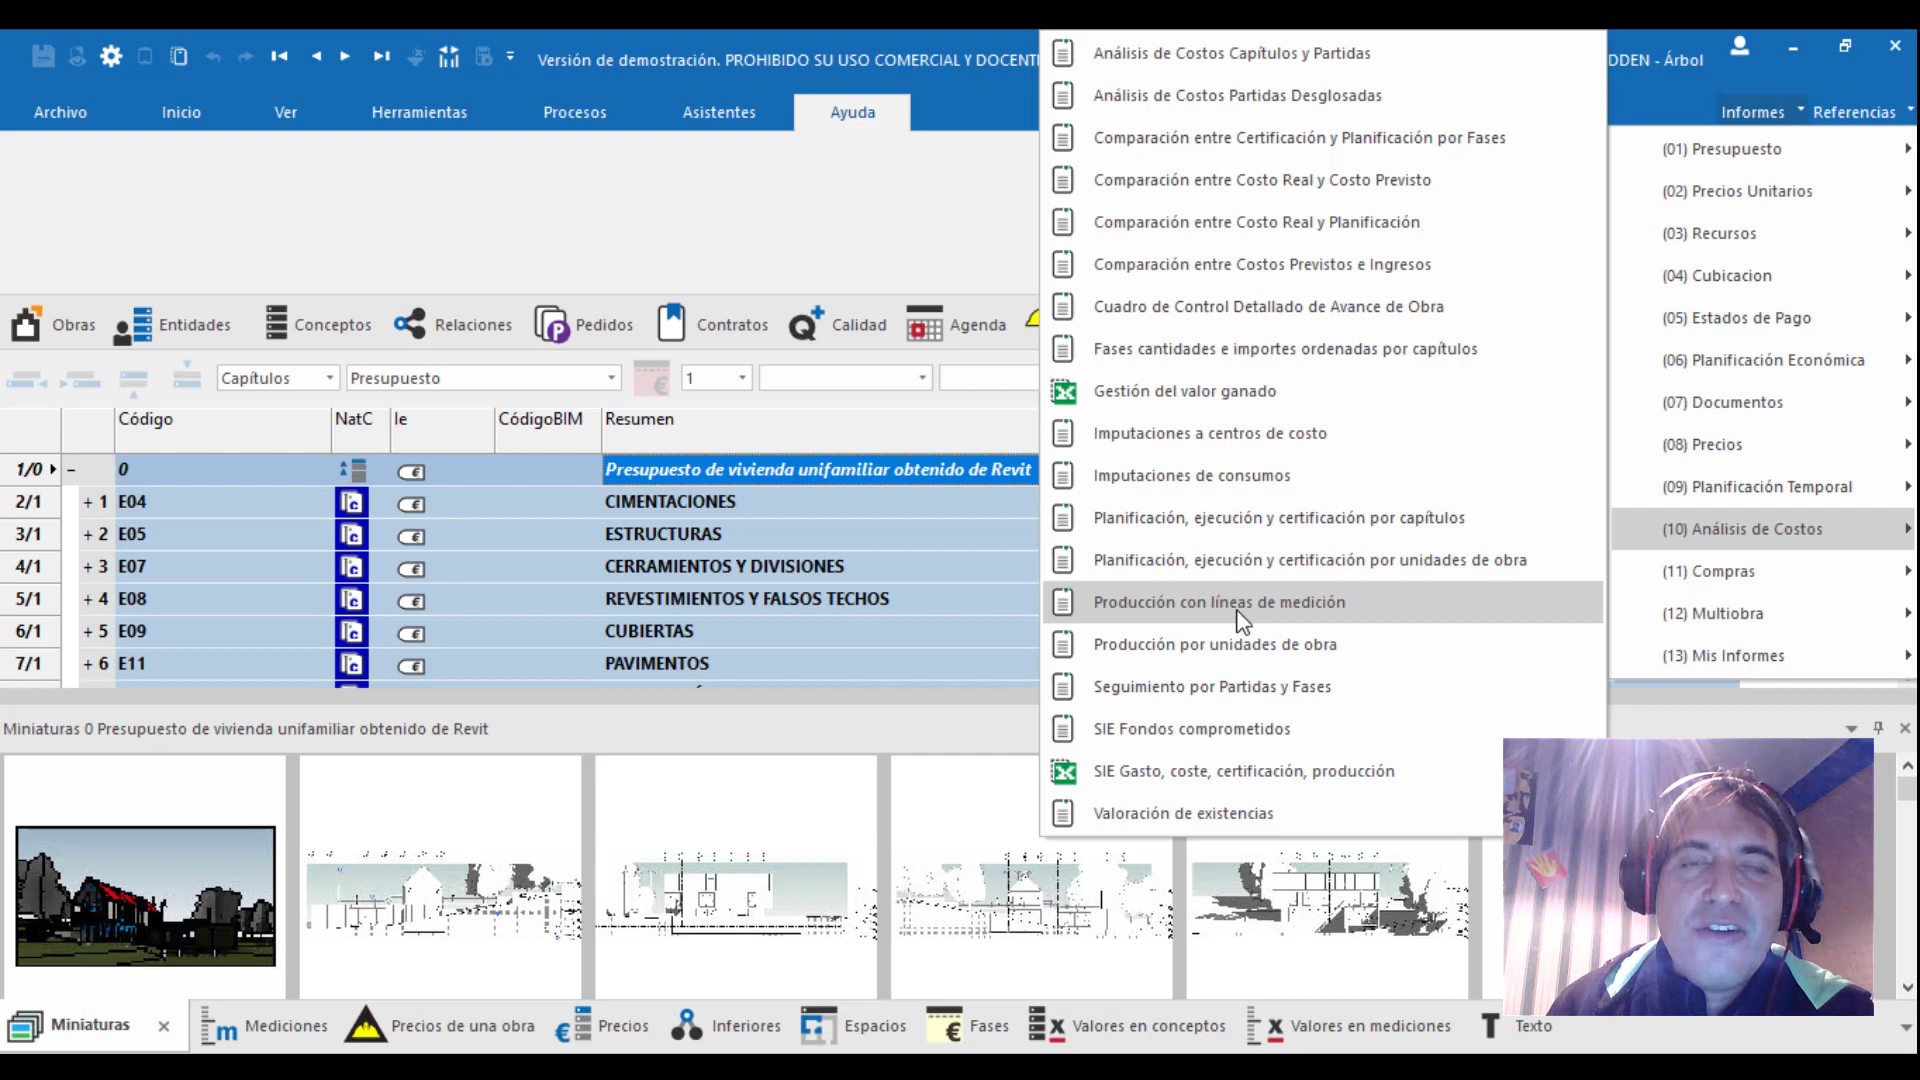 Versión de demostración. PROHIBIDO SU USO COMERCIAL Y DOCENT
DDEN - Árbol
Archivo
Inicio
Ver
Herramientas
Procesos
Asistentes
Ayuda
Informes
Referencias
Análisis de Costos Capítulos y Partidas
Análisis de Costos Partidas Desglosadas
Comparación entre Certificación y Planificación por Fases
Comparación entre Costo Real y Costo Previsto
Comparación entre Costo Real y Planificación
Comparación entre Costos Previstos e Ingresos
Cuadro de Control Detallado de Avance de Obra
Fases cantidades e importes ordenadas por capítulos
Gestión del valor ganado
Imputaciones a centros de costo
Imputaciones de consumos
Planificación, ejecución y certificación por capítulos
Planificación, ejecución y certificación por unidades de obra
Producción con líneas de medición
Producción por unidades de obra
Seguimiento por Partidas y Fases
SIE Fondos comprometidos
SIE Gasto, coste, certificación, producción
Valoración de existencias
(01) Presupuesto
(02) Precios Unitarios
(03) Recursos
(04) Cubicacion
(05) Estados de Pago
(06) Planificación Económica
(07) Documentos
(08) Precios
(09) Planificación Temporal
(10) Análisis de Costos
(11) Compras
(12) Multiobra
(13) Mis Informes
Obras
Entidades
Conceptos
Relaciones
Pedidos
Contratos
Calidad
Agenda
Capítulos
Presupuesto
1
Código
NatC
Ie
CódigoBIM
Resumen
1/0 - 0 Presupuesto de vivienda unifamiliar obtenido de Revit
2/1 + 1 E04 CIMENTACIONES
3/1 + 2 E05 ESTRUCTURAS
4/1 + 3 E07 CERRAMIENTOS Y DIVISIONES
5/1 + 4 E08 REVESTIMIENTOS Y FALSOS TECHOS
6/1 + 5 E09 CUBIERTAS
7/1 + 6 E11 PAVIMENTOS
Miniaturas 0 Presupuesto de vivienda unifamiliar obtenido de Revit
Miniaturas
Mediciones
Precios de una obra
Precios
Inferiores
Espacios
Fases
Valores en conceptos
Valores en mediciones
Texto